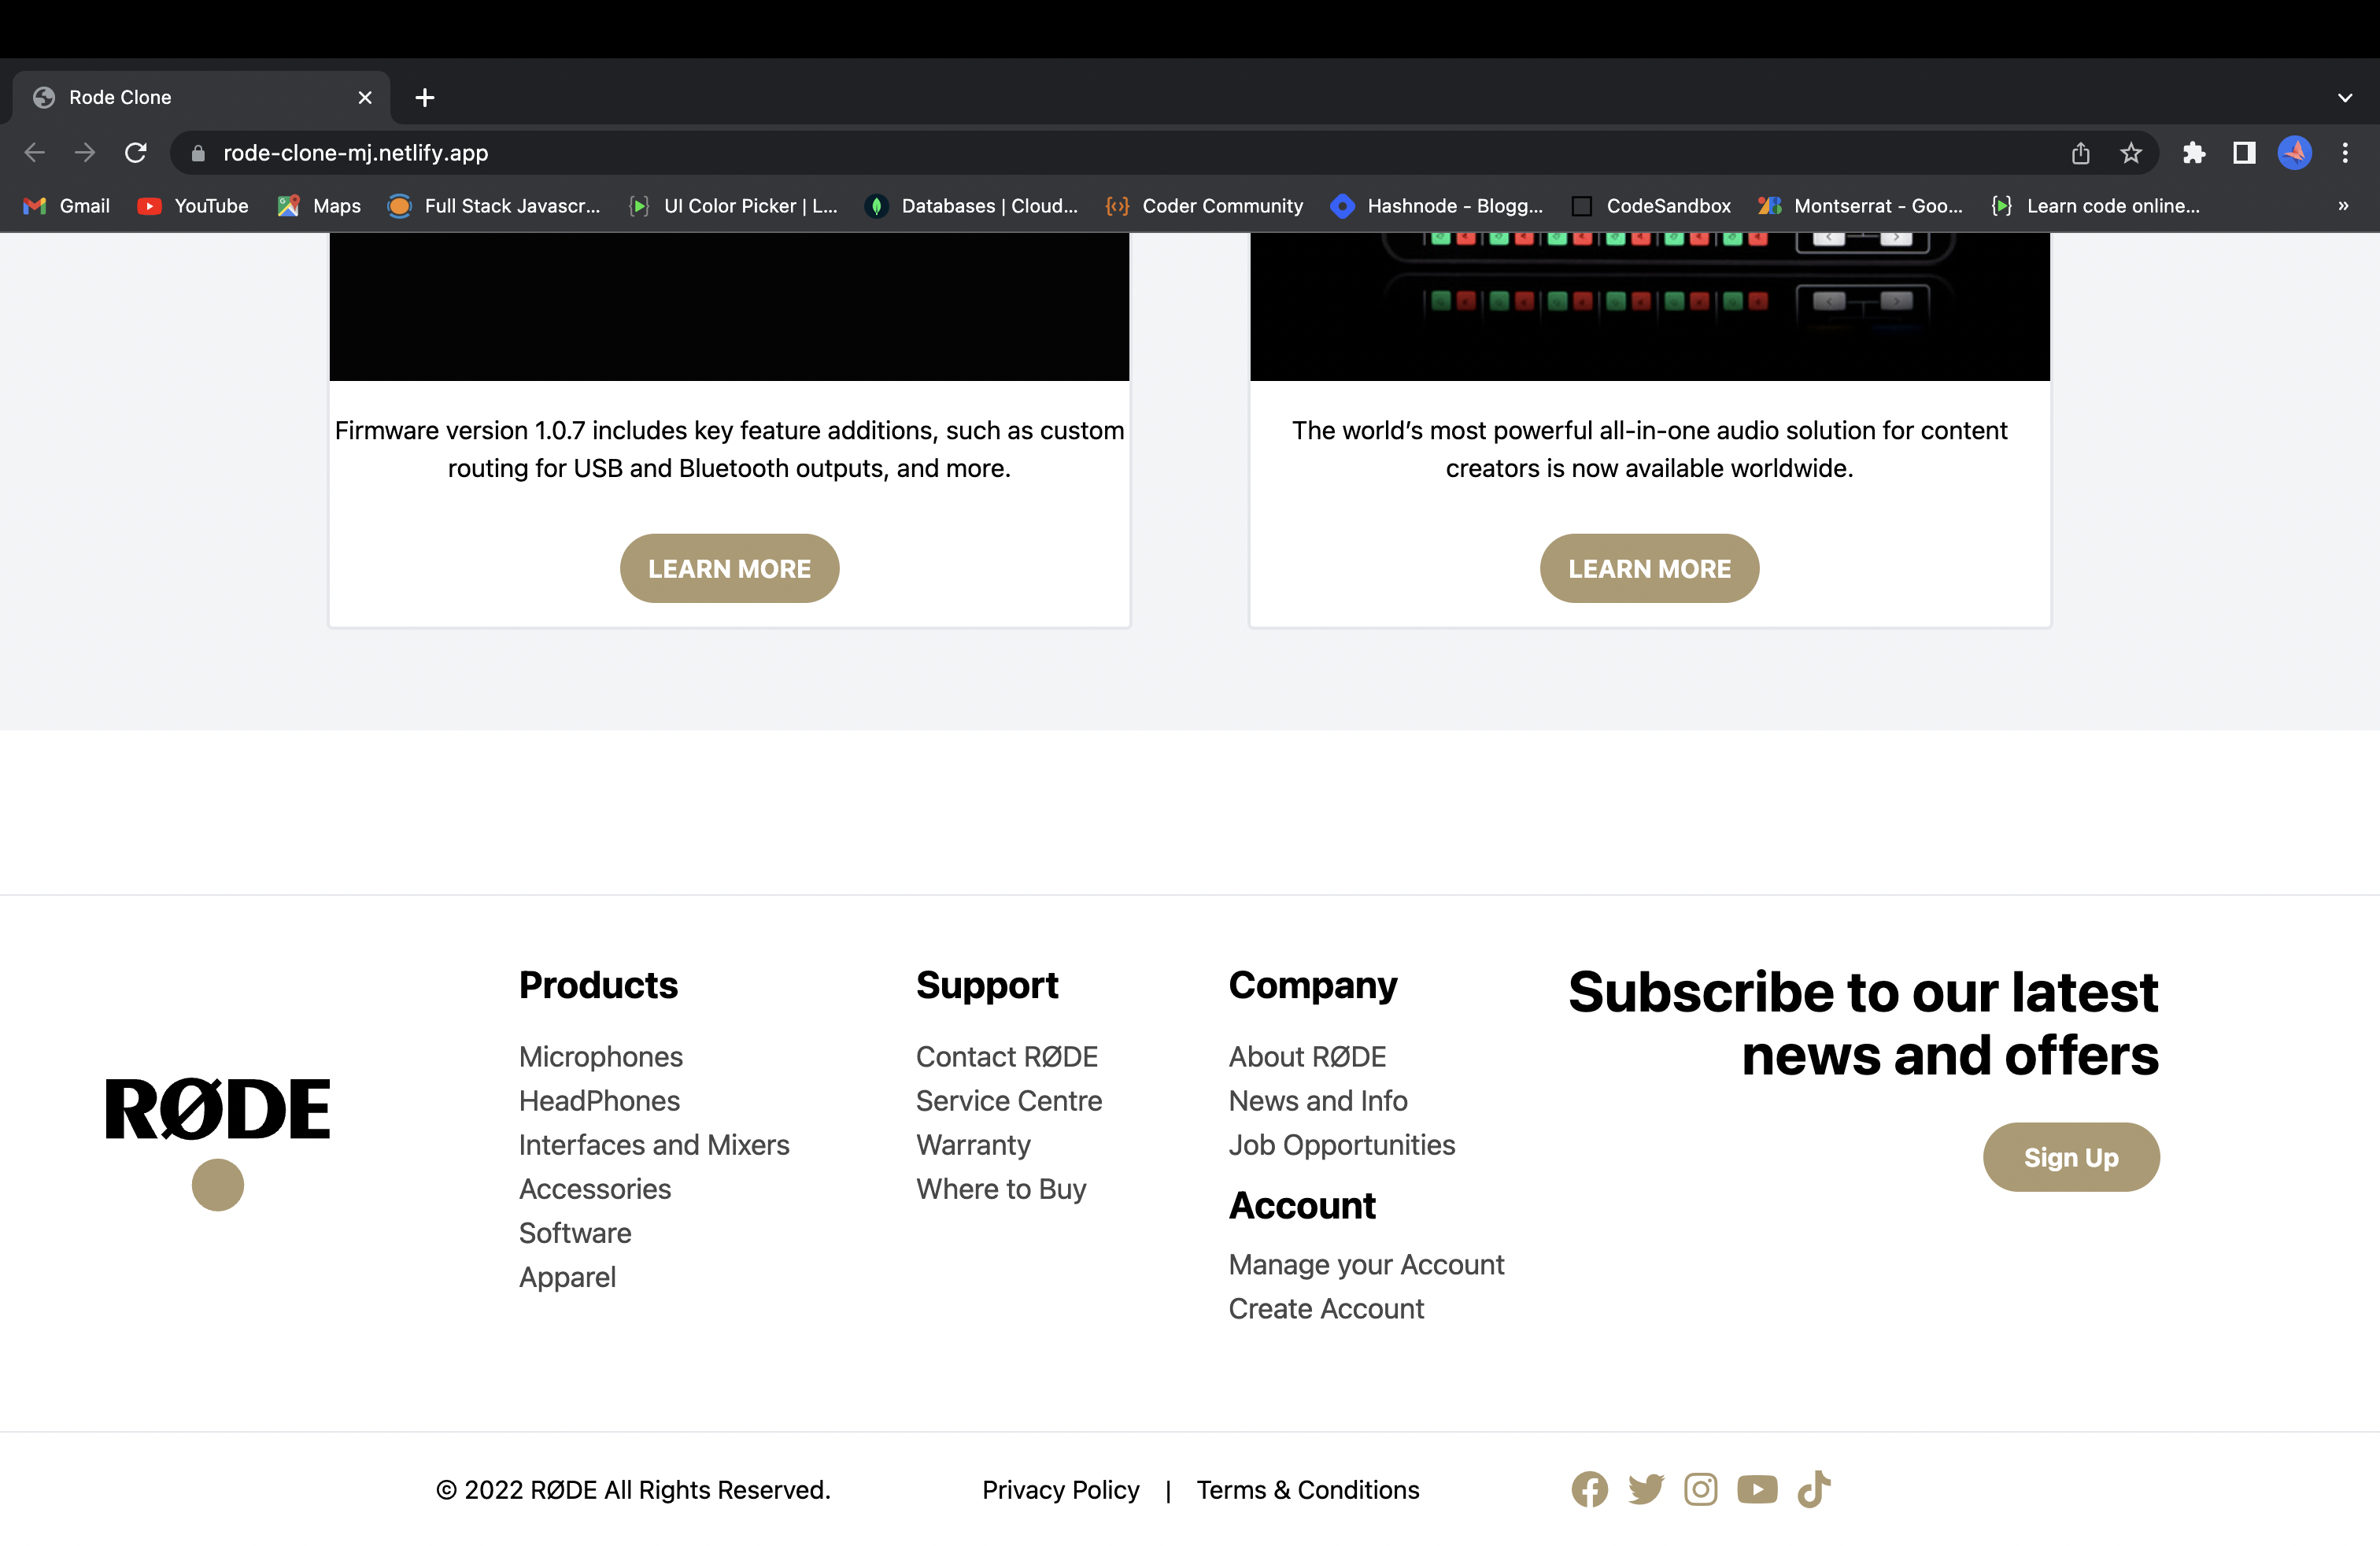 Rode Clone
rode-clone-mj.netlify.app
Gmail YouTube Maps Full Stack Javascr... UI Color Picker | L... Databases | Cloud... Coder Community Hashnode - Blogg... CodeSandbox Montserrat - Goo... Learn code online... »
Firmware version 1.0.7 includes key feature additions, such as custom
routing for USB and Bluetooth outputs, and more.
LEARN MORE
The world’s most powerful all-in-one audio solution for content
creators is now available worldwide.
LEARN MORE
RØDE
Products
Microphones
HeadPhones
Interfaces and Mixers
Accessories
Software
Apparel
Support
Contact RØDE
Service Centre
Warranty
Where to Buy
Company
About RØDE
News and Info
Job Opportunities
Account
Manage your Account
Create Account
Subscribe to our latest
news and offers
Sign Up
© 2022 RØDE All Rights Reserved.
Privacy Policy | Terms & Conditions